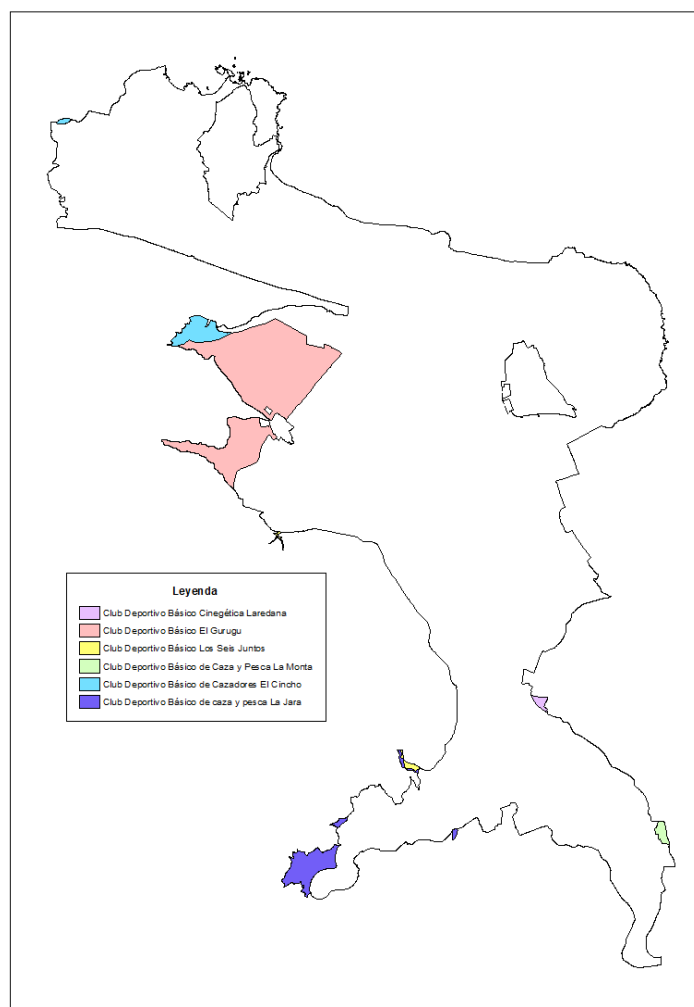 Leyenda
Club Deportivo Básico Cinegética Laredana
Club Deportivo Básico El Gurugu
Club Deportivo Básico Los Seis Juntos
Club Deportivo Básico de Caza y Pesca La Monta
Club Deportivo Básico de Cazadores El Cincho
Club Deportivo Básico de caza y pesca La Jara